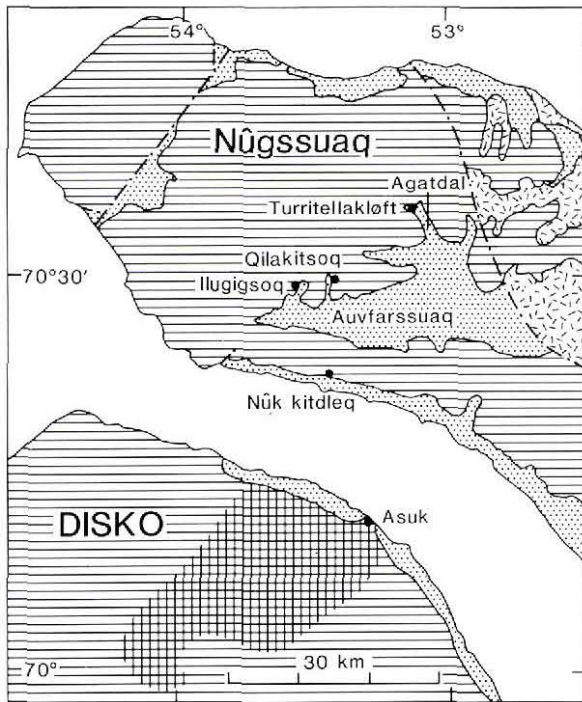 54°
53°
Nûgssuaq
Agatdal
Turritellakløft
Qilakitsoq
70°30′
Ilugigsoq
Auvfarssuaq
Nûk kitdleq
DISKO
Asuk
70°
30 km